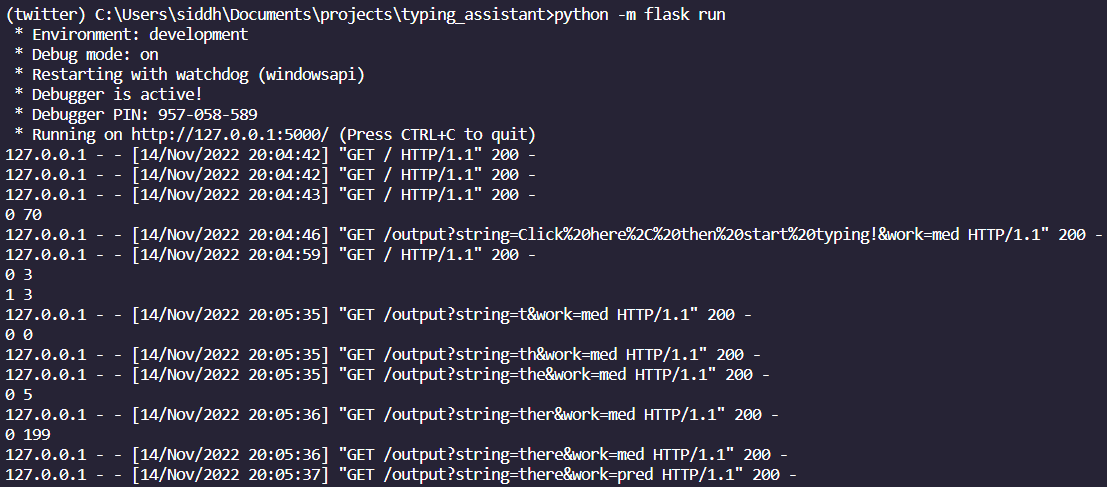 (twitter) C:\Users\siddh\Documents\projects\typing_assistant>python -m flask run
 * Environment: development
 * Debug mode: on
 * Restarting with watchdog (windowsapi)
 * Debugger is active!
 * Debugger PIN: 957-058-589
 * Running on http://127.0.0.1:5000/ (Press CTRL+C to quit)
127.0.0.1 - - [14/Nov/2022 20:04:42] "GET / HTTP/1.1" 200 -
127.0.0.1 - - [14/Nov/2022 20:04:42] "GET / HTTP/1.1" 200 -
127.0.0.1 - - [14/Nov/2022 20:04:43] "GET / HTTP/1.1" 200 -
0 70
127.0.0.1 - - [14/Nov/2022 20:04:46] "GET /output?string=Click%20here%2C%20then%20start%20typing!&work=med HTTP/1.1" 200 -
127.0.0.1 - - [14/Nov/2022 20:04:59] "GET / HTTP/1.1" 200 -
0 3
1 3
127.0.0.1 - - [14/Nov/2022 20:05:35] "GET /output?string=t&work=med HTTP/1.1" 200 -
0 0
127.0.0.1 - - [14/Nov/2022 20:05:35] "GET /output?string=th&work=med HTTP/1.1" 200 -
127.0.0.1 - - [14/Nov/2022 20:05:35] "GET /output?string=the&work=med HTTP/1.1" 200 -
0 5
127.0.0.1 - - [14/Nov/2022 20:05:36] "GET /output?string=ther&work=med HTTP/1.1" 200 -
0 199
127.0.0.1 - - [14/Nov/2022 20:05:36] "GET /output?string=there&work=med HTTP/1.1" 200 -
127.0.0.1 - - [14/Nov/2022 20:05:37] "GET /output?string=there&work=pred HTTP/1.1" 200 -